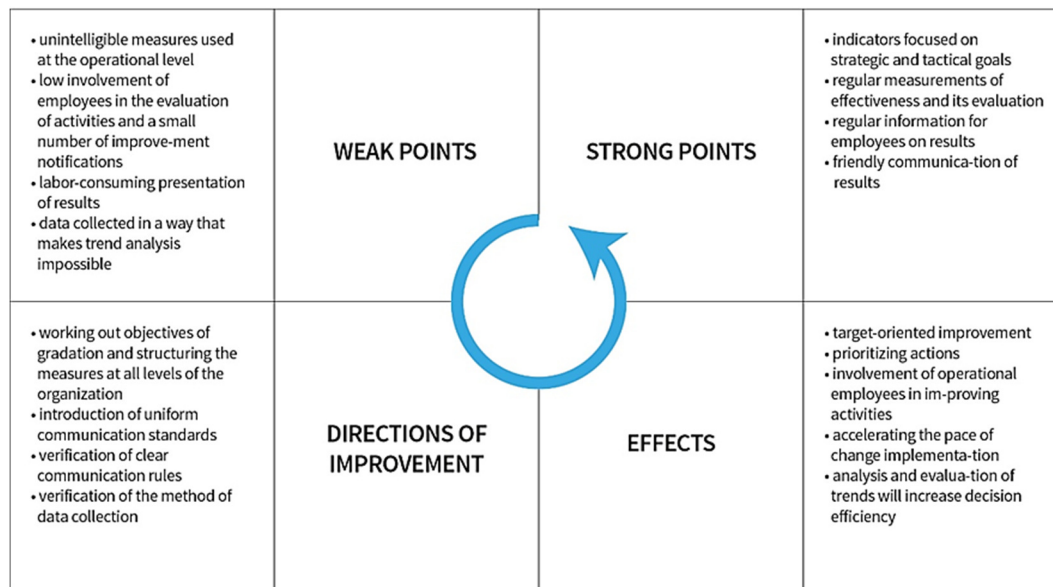 • unintelligible measures used
at the operational level
• low involvement of
employees in the evaluation
of activities and a small
number of improve-ment
notifications
• labor-consuming presentation
of results
• data collected in a way that
makes trend analysis
impossible
WEAK POINTS
STRONG POINTS
• indicators focused on
strategic and tactical goals
• regular measurements of
effectiveness and its evaluation
• regular information for
employees on results
• friendly communica-tion of
results
• working out objectives of
gradation and structuring the
measures at all levels of the
organization
• introduction of uniform
communication standards
• verification of clear
communication rules
• verification of the method of
data collection
DIRECTIONS OF
IMPROVEMENT
EFFECTS
• target-oriented improvement
• prioritizing actions
• involvement of operational
employees in im-proving
activities
• accelerating the pace of
change implementa-tion
• analysis and evalua-tion of
trends will increase decision
efficiency